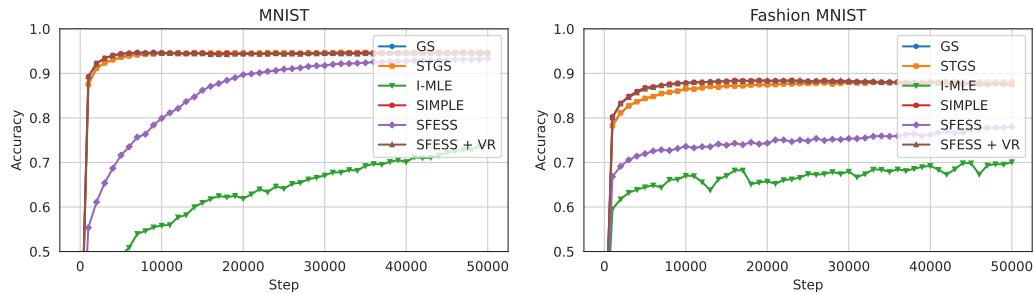 MNIST
Accuracy
1.0
0.9
0.8
0.7
0.6
0.5
0 10000 20000 30000 40000 50000
Step
GS
STGS
I-MLE
SIMPLE
SFESS
SFESS + VR
Fashion MNIST
Accuracy
1.0
0.9
0.8
0.7
0.6
0.5
0 10000 20000 30000 40000 50000
Step
GS
STGS
I-MLE
SIMPLE
SFESS
SFESS + VR